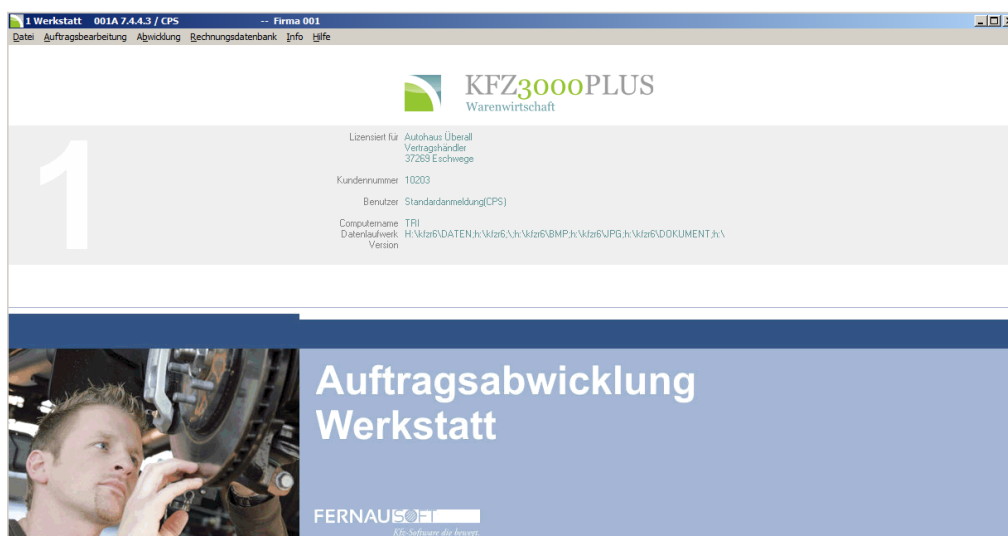 1 Werkstatt 001A 7.4.4.3 / CPS -- Firma 001
Datei Auftragsbearbeitung Abwicklung Rechnungsdatenbank Info Hilfe
KFZ3000PLUS
Warenwirtschaft
1
Lizensiert für Autohaus Überall
Vertragshändler
37269 Eschwege
Kundennummer 10203
Benutzer Standardanmeldung(CPS)
Computername TRI
Datenlaufwerk H:\kfzr6\DATEN;h:\kfzr6;\;h:\kfzr6\BMP;h:\kfzr6\JPG;h:\kfzr6\DOKUMENT;h:\
Version
Auftragsabwicklung
Werkstatt
FERNAUSOFT
Kfz-Software die bewegt.